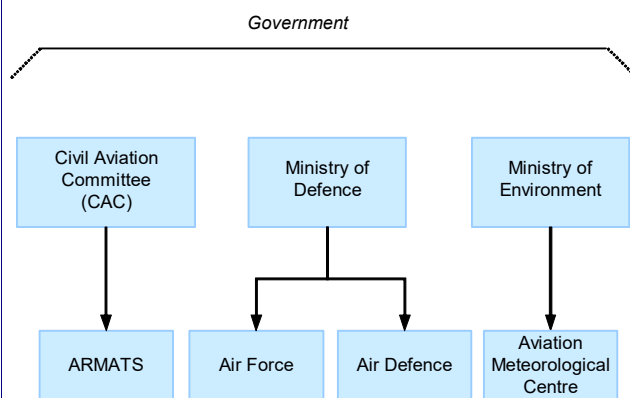 Government
Civil Aviation
Committee
(CAC)
Ministry of
Defence
Ministry of
Environment
ARMATS
Air Force
Air Defence
Aviation
Meteorological
Centre